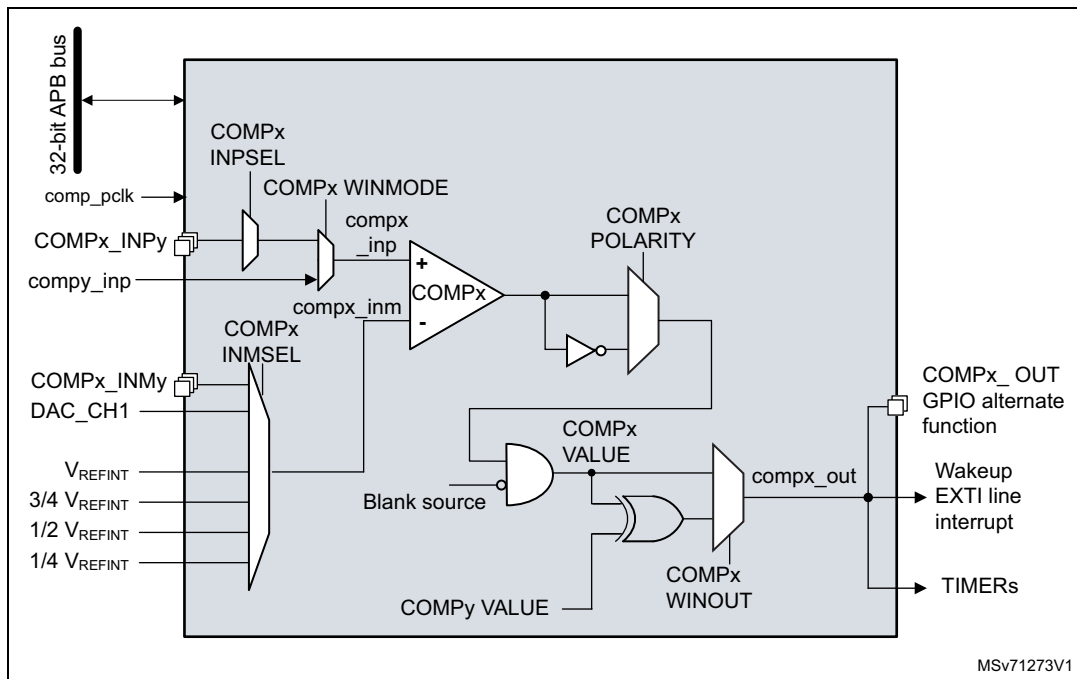 32-bit APB bus
COMPx
INPSEL
comp_pclk
COMPx WINMODE
COMPx_INPy
compx
_inp
COMPx
POLARITY
compy_inp
+
COMPx
-
compx_inm
COMPx
INMSEL
COMPx_INMy
DAC_CH1
COMPx_ OUT
GPIO alternate
function
COMPx
VALUE
VREFINT
compx_out
Wakeup
EXTI line
interrupt
Blank source
3/4 VREFINT
1/2 VREFINT
1/4 VREFINT
COMPx
WINOUT
COMPy VALUE
TIMERs
MSv71273V1